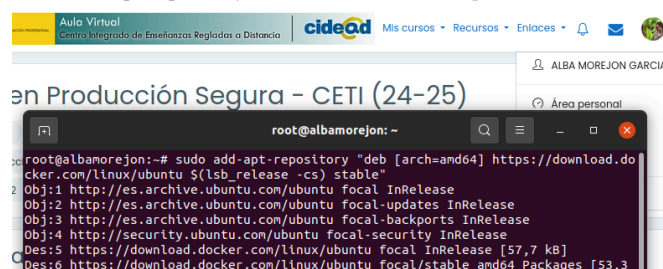 Aula Virtual
Centro Integrado de Enseñanzas Regladas a Distancia
cidead
Mis cursos
Recursos
Enlaces
ALBA MOREJON GARCIA
en Producción Segura - CETI (24-25)
Área personal
root@albamorejon: ~
root@albamorejon:~# sudo add-apt-repository "deb [arch=amd64] https://download.do
cker.com/linux/ubuntu $(lsb_release -cs) stable"
Obj:1 http://es.archive.ubuntu.com/ubuntu focal InRelease
Obj:2 http://es.archive.ubuntu.com/ubuntu focal-updates InRelease
Obj:3 http://es.archive.ubuntu.com/ubuntu focal-backports InRelease
Obj:4 http://security.ubuntu.com/ubuntu focal-security InRelease
Des:5 https://download.docker.com/linux/ubuntu focal InRelease [57,7 kB]
Des:6 https://download.docker.com/linux/ubuntu focal/stable amd64 Packages [53,3